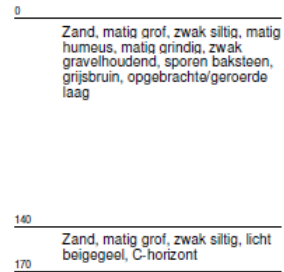 0
Zand, matig grof, zwak siltig, matig
humeus, matig grindig, zwak
gravelhoudend, sporen baksteen,
grijsbruin, opgebrachte/geroerde
laag
140
Zand, matig grof, zwak siltig, licht
beigegeel, C-horizont
170